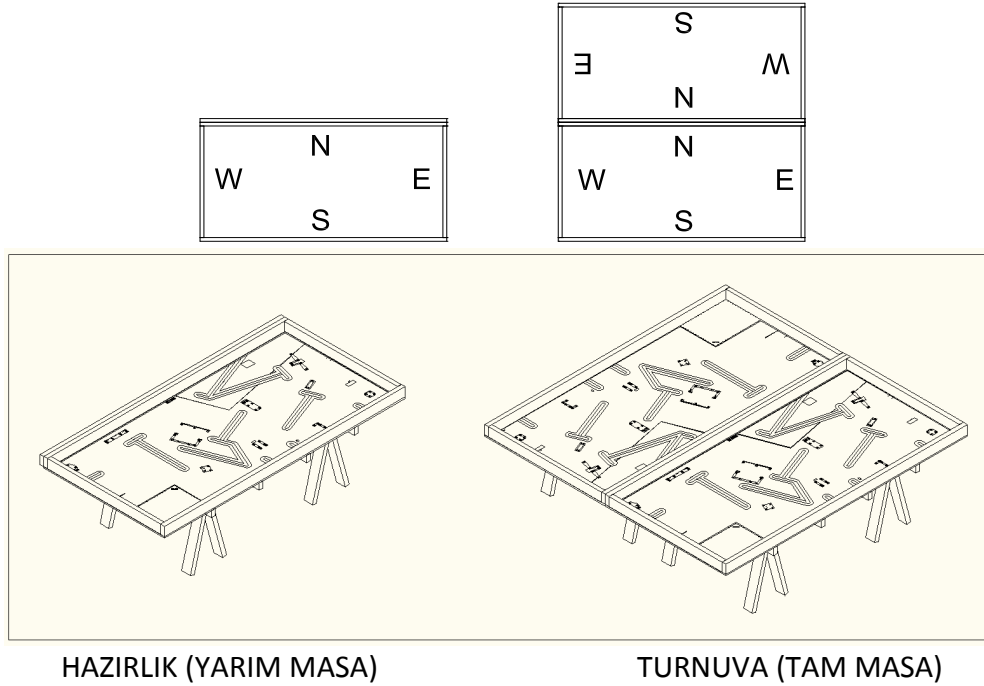 S
E W
N
N N
W E W E
S S
HAZIRLIK (YARIM MASA) TURNUVA (TAM MASA)